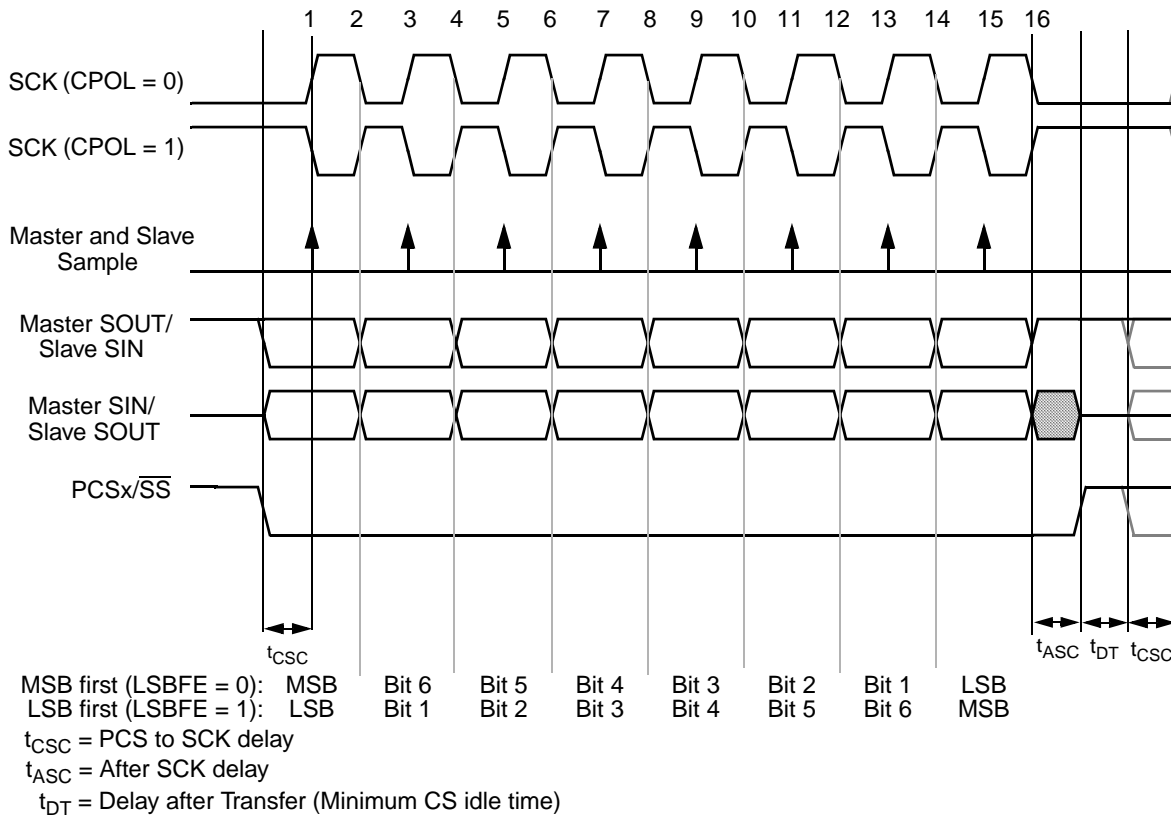 1 2 3 4 5 6 7 8 9 10 11 12 13 14 15 16
SCK (CPOL = 0)
SCK (CPOL = 1)
Master and Slave
Sample
Master SOUT/
Slave SIN
Master SIN/
Slave SOUT
PCSx/SS
tCSC tASC tDT tCSC
MSB first (LSBFE = 0): MSB Bit 6 Bit 5 Bit 4 Bit 3 Bit 2 Bit 1 LSB
LSB first (LSBFE = 1): LSB Bit 1 Bit 2 Bit 3 Bit 4 Bit 5 Bit 6 MSB
tCSC = PCS to SCK delay
tASC = After SCK delay
tDT = Delay after Transfer (Minimum CS idle time)